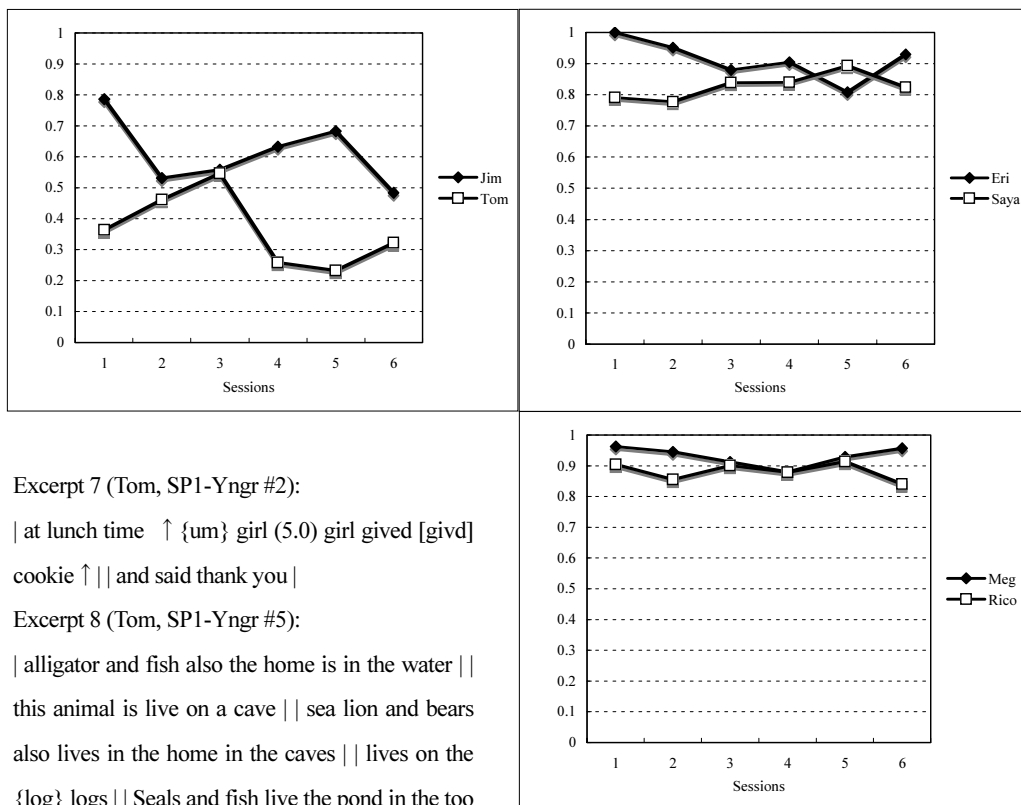 1
0.9
0.8
0.7
0.6
0.5
0.4
0.3
0.2
0.1
0
1 2 3 4 5 6
Sessions
Jim
Tom
1
0.9
0.8
0.7
0.6
0.5
0.4
0.3
0.2
0.1
0
1 2 3 4 5 6
Sessions
Eri
Saya
Excerpt 7 (Tom, SP1-Yngr #2):
| at lunch time ↑ {um} girl (5.0) girl gived [givd]
cookie ↑ | | and said thank you |
Excerpt 8 (Tom, SP1-Yngr #5):
| alligator and fish also the home is in the water | |
this animal is live on a cave | | sea lion and bears
also lives in the home in the caves | | lives on the
{log} logs | | Seals and fish live the pond in the too
1
0.9
0.8
0.7
0.6
0.5
0.4
0.3
0.2
0.1
0
1 2 3 4 5 6
Sessions
Meg
Rico